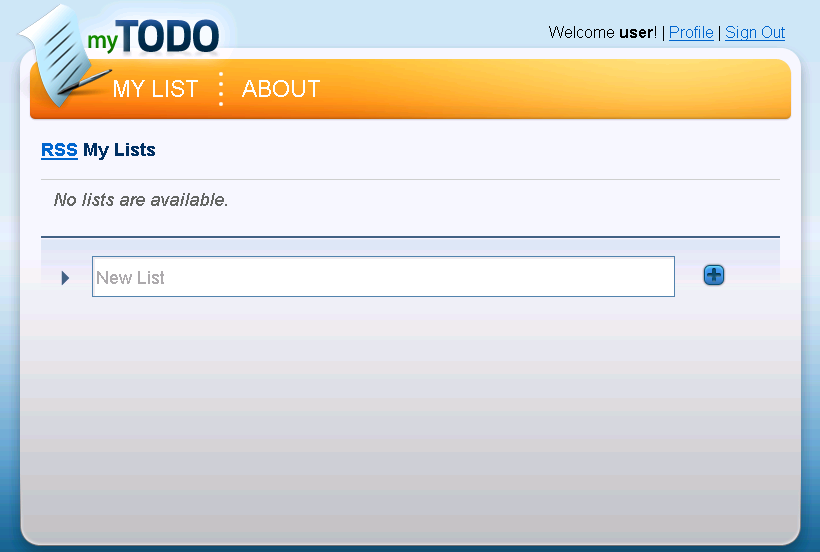 myTODO
Welcome user! | Profile | Sign Out
MY LIST
ABOUT
RSS My Lists
No lists are available.
New List